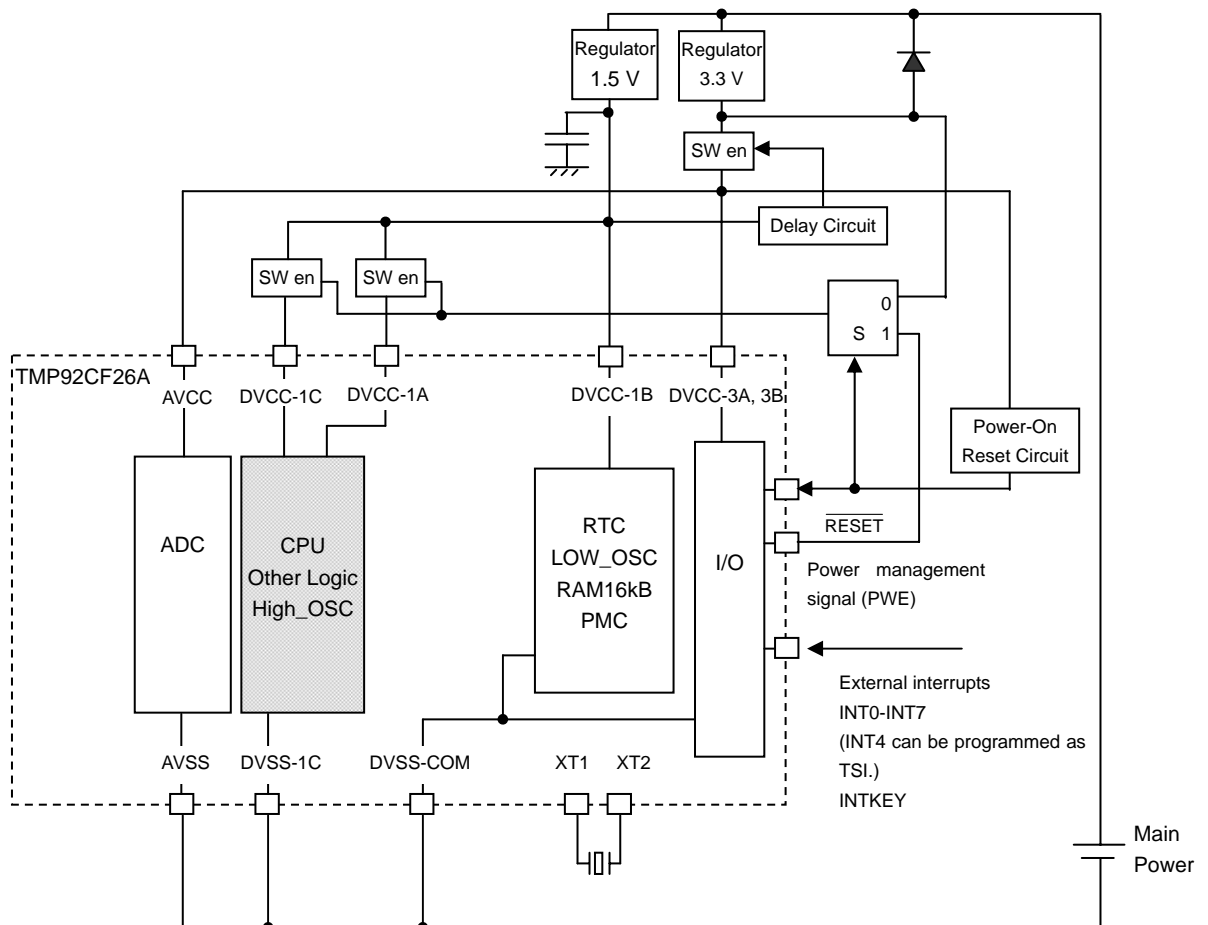 Regulator
1.5 V
Regulator
3.3 V
SW en
Delay Circuit
SW en
SW en
0
S 1
TMP92CF26A
AVCC
DVCC-1C
DVCC-1A
DVCC-1B
DVCC-3A, 3B
Power-On
Reset Circuit
RESET
ADC
CPU
Other Logic
High_OSC
RTC
LOW_OSC
RAM16kB
PMC
I/O
Power management
signal (PWE)
External interrupts
INT0-INT7
(INT4 can be programmed as
TSI.)
INTKEY
AVSS
DVSS-1C
DVSS-COM
XT1
XT2
Main
Power